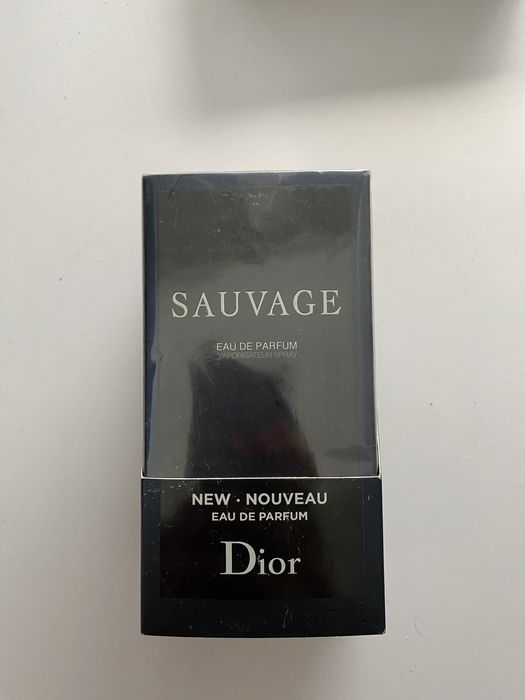 SAUVAGE
EAU DE PARFUM
VAPORISATEUR SPRAY
NEW · NOUVEAU
EAU DE PARFUM
Dior